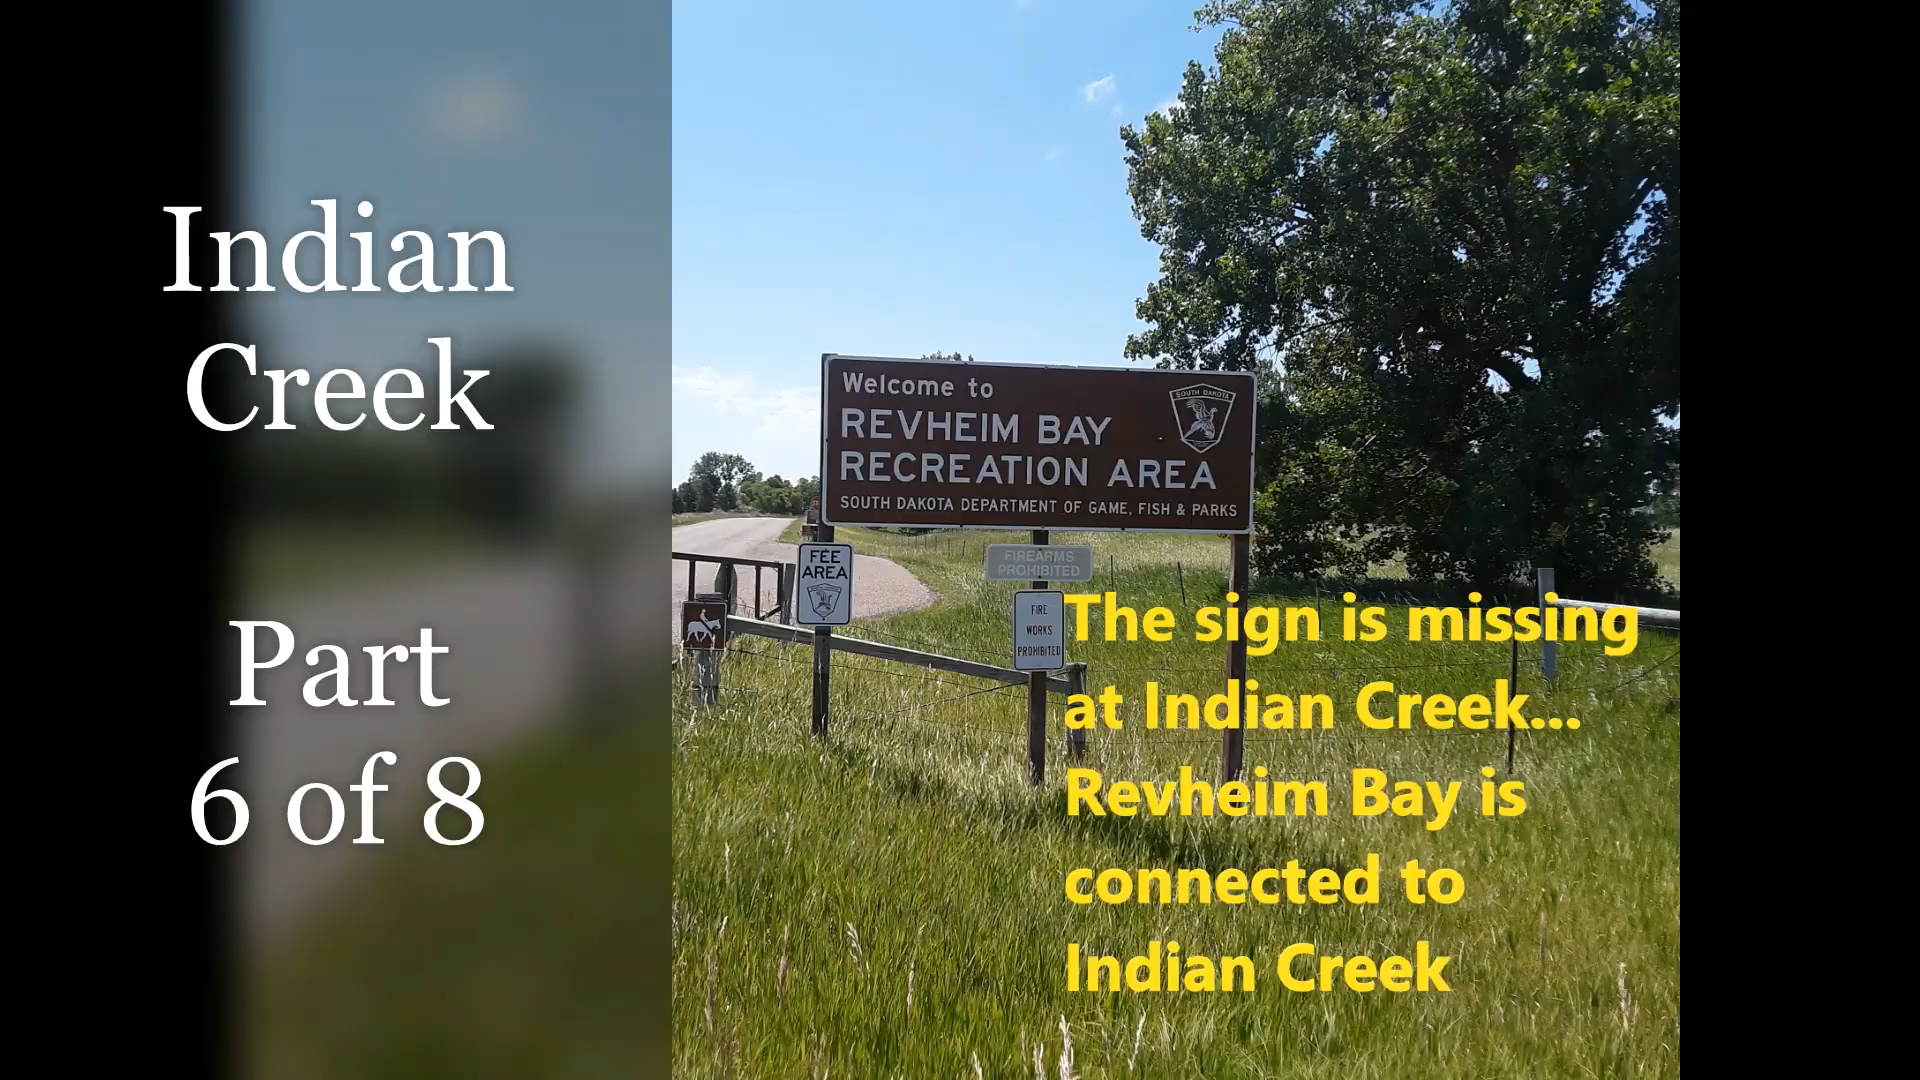 Indian
Creek
Part
6 of 8
Welcome to
REVHEIM BAY
RECREATION AREA
SOUTH DAKOTA DEPARTMENT OF GAME, FISH & PARKS
SOUTH DAKOTA
FEE
AREA
FIREARMS
PROHIBITED
FIRE
WORKS
PROHIBITED
The sign is missing
at Indian Creek...
Revheim Bay is
connected to
Indian Creek